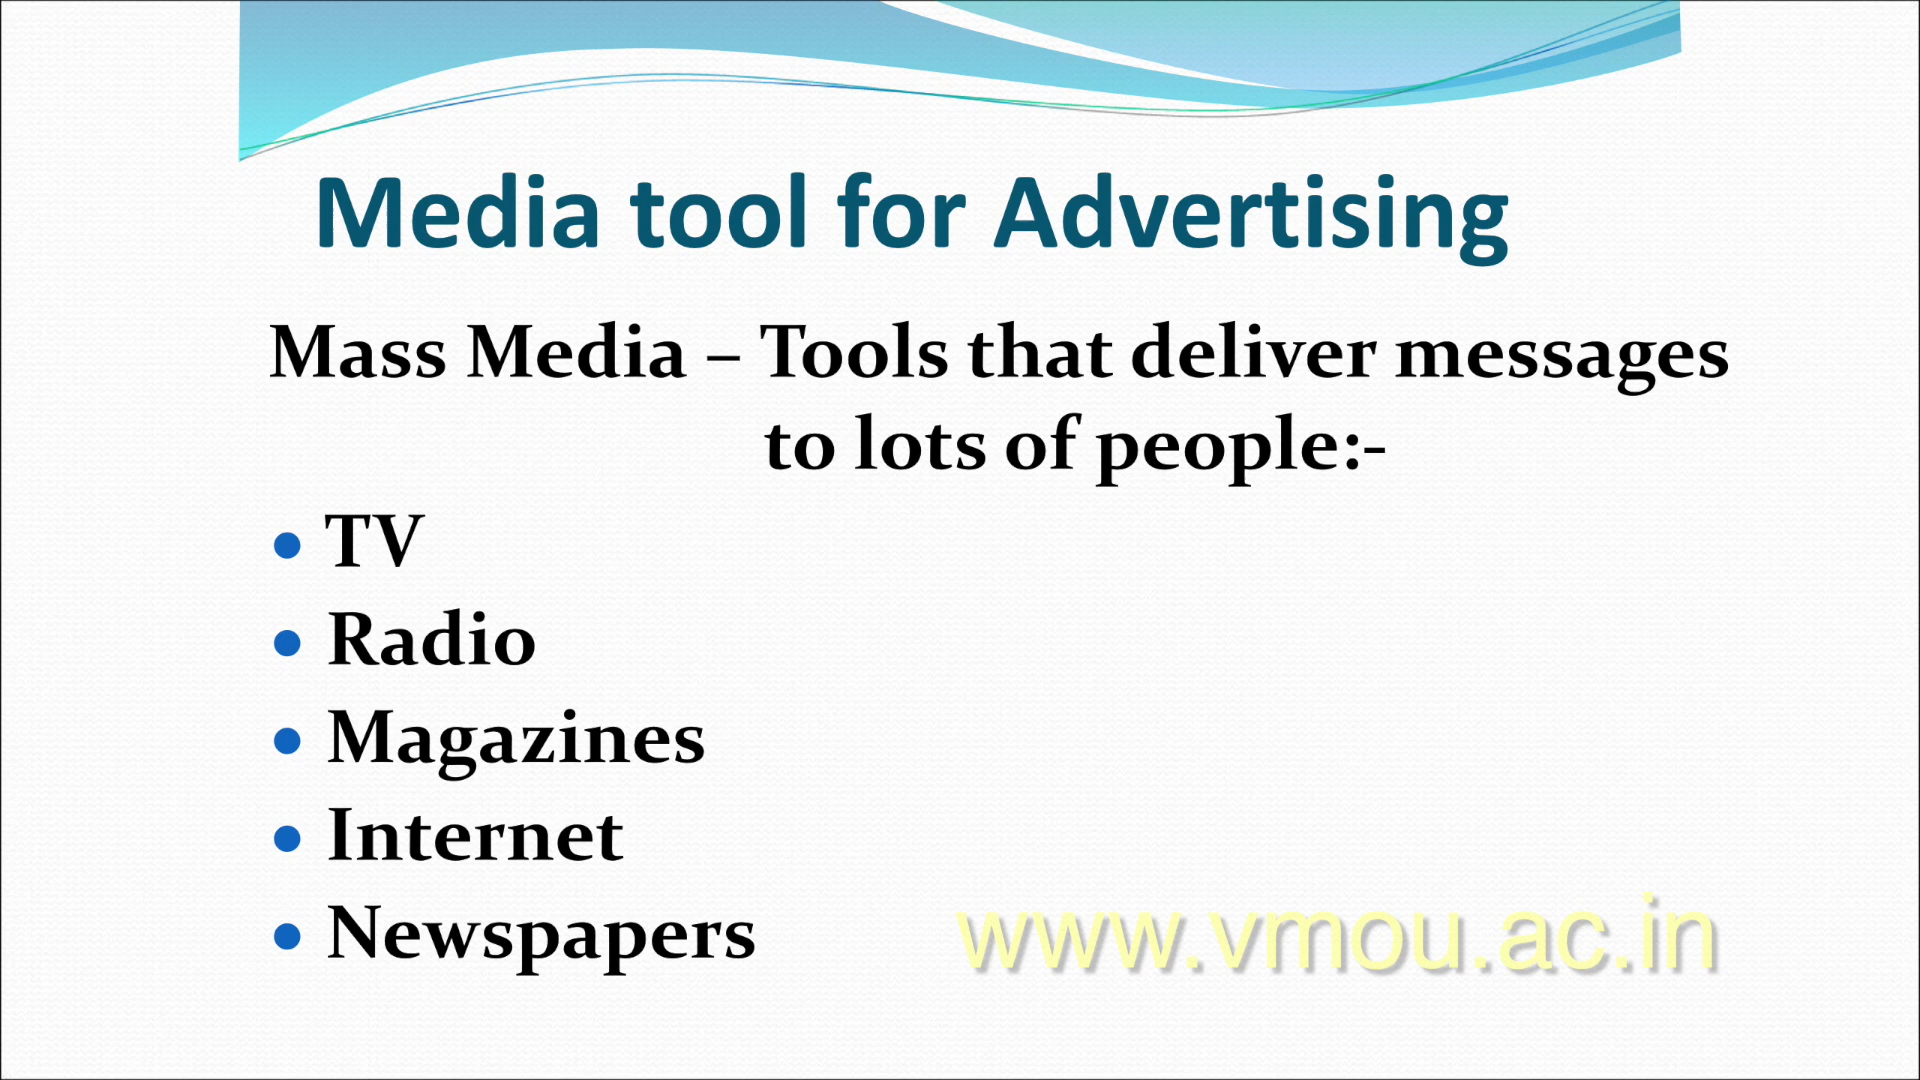 Media tool for Advertising
Mass Media – Tools that deliver messages
to lots of people:-
• TV
• Radio
• Magazines
• Internet
• Newspapers
www.vmou.ac.in